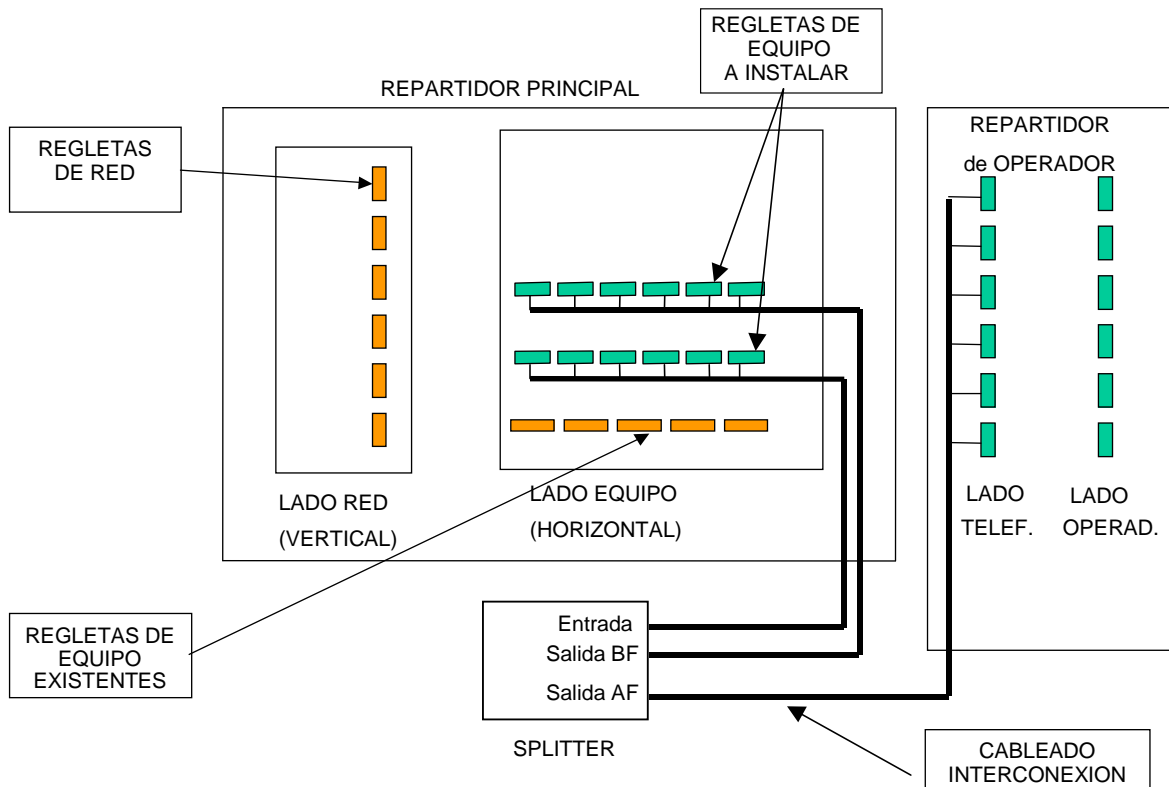 REGLETAS DE
EQUIPO
A INSTALAR
REPARTIDOR PRINCIPAL
REGLETAS
DE RED
REPARTIDOR
de OPERADOR
LADO RED
(VERTICAL)
LADO EQUIPO
(HORIZONTAL)
LADO
TELEF.
LADO
OPERAD.
REGLETAS DE
EQUIPO
EXISTENTES
Entrada
Salida BF
Salida AF
SPLITTER
CABLEADO
INTERCONEXION